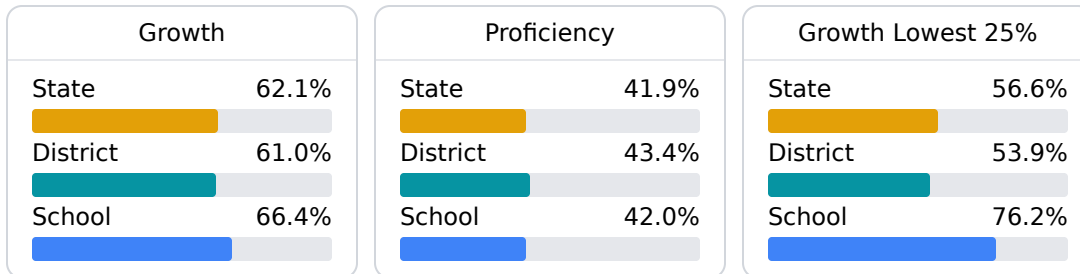 Growth
State 62.1%
District 61.0%
School 66.4%
Proficiency
State 41.9%
District 43.4%
School 42.0%
Growth Lowest 25%
State 56.6%
District 53.9%
School 76.2%